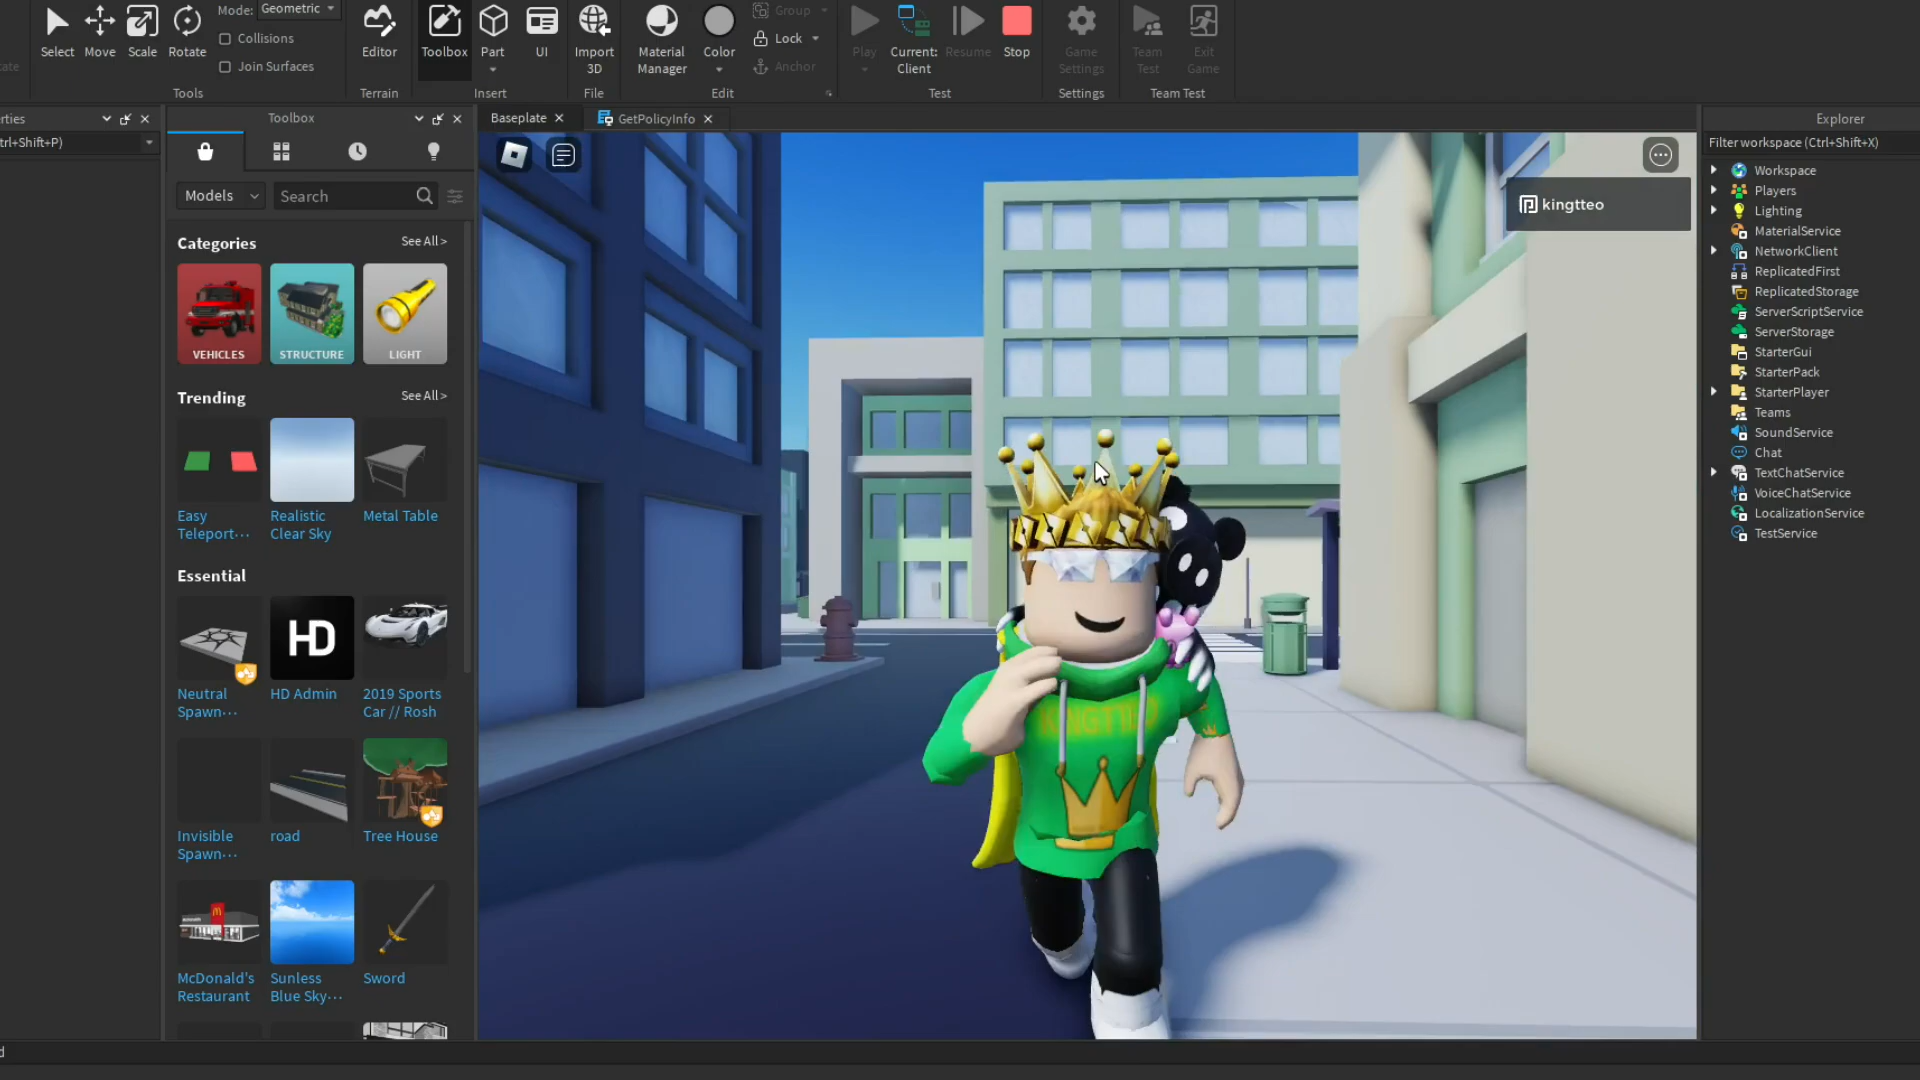 Mode: Geometric
Select Move Scale Rotate
Collisions
Join Surfaces
Tools
Editor
Terrain
Toolbox Part UI
Insert
Import
3D
File
Material
Manager
Color
Group
Lock
Anchor
Edit
Play
Current:
Client
Resume
Stop
Test
Game
Settings
Settings
Team
Test
Exit
Game
Team Test
erties
trl+Shift+P)
Toolbox
Models
Search
Categories
See All >
VEHICLES
STRUCTURE
LIGHT
Trending
See All >
Easy
Teleport...
Realistic
Clear Sky
Metal Table
Essential
HD
Neutral
Spawn...
HD Admin
2019 Sports
Car // Rosh
Invisible
Spawn...
road
Tree House
McDonald's
Restaurant
Sunless
Blue Sky...
Sword
Baseplate
GetPolicyInfo
kingtteo
KINGTTEO
Explorer
Filter workspace (Ctrl+Shift+X)
Workspace
Players
Lighting
MaterialService
NetworkClient
ReplicatedFirst
ReplicatedStorage
ServerScriptService
ServerStorage
StarterGui
StarterPack
StarterPlayer
Teams
SoundService
Chat
TextChatService
VoiceChatService
LocalizationService
TestService